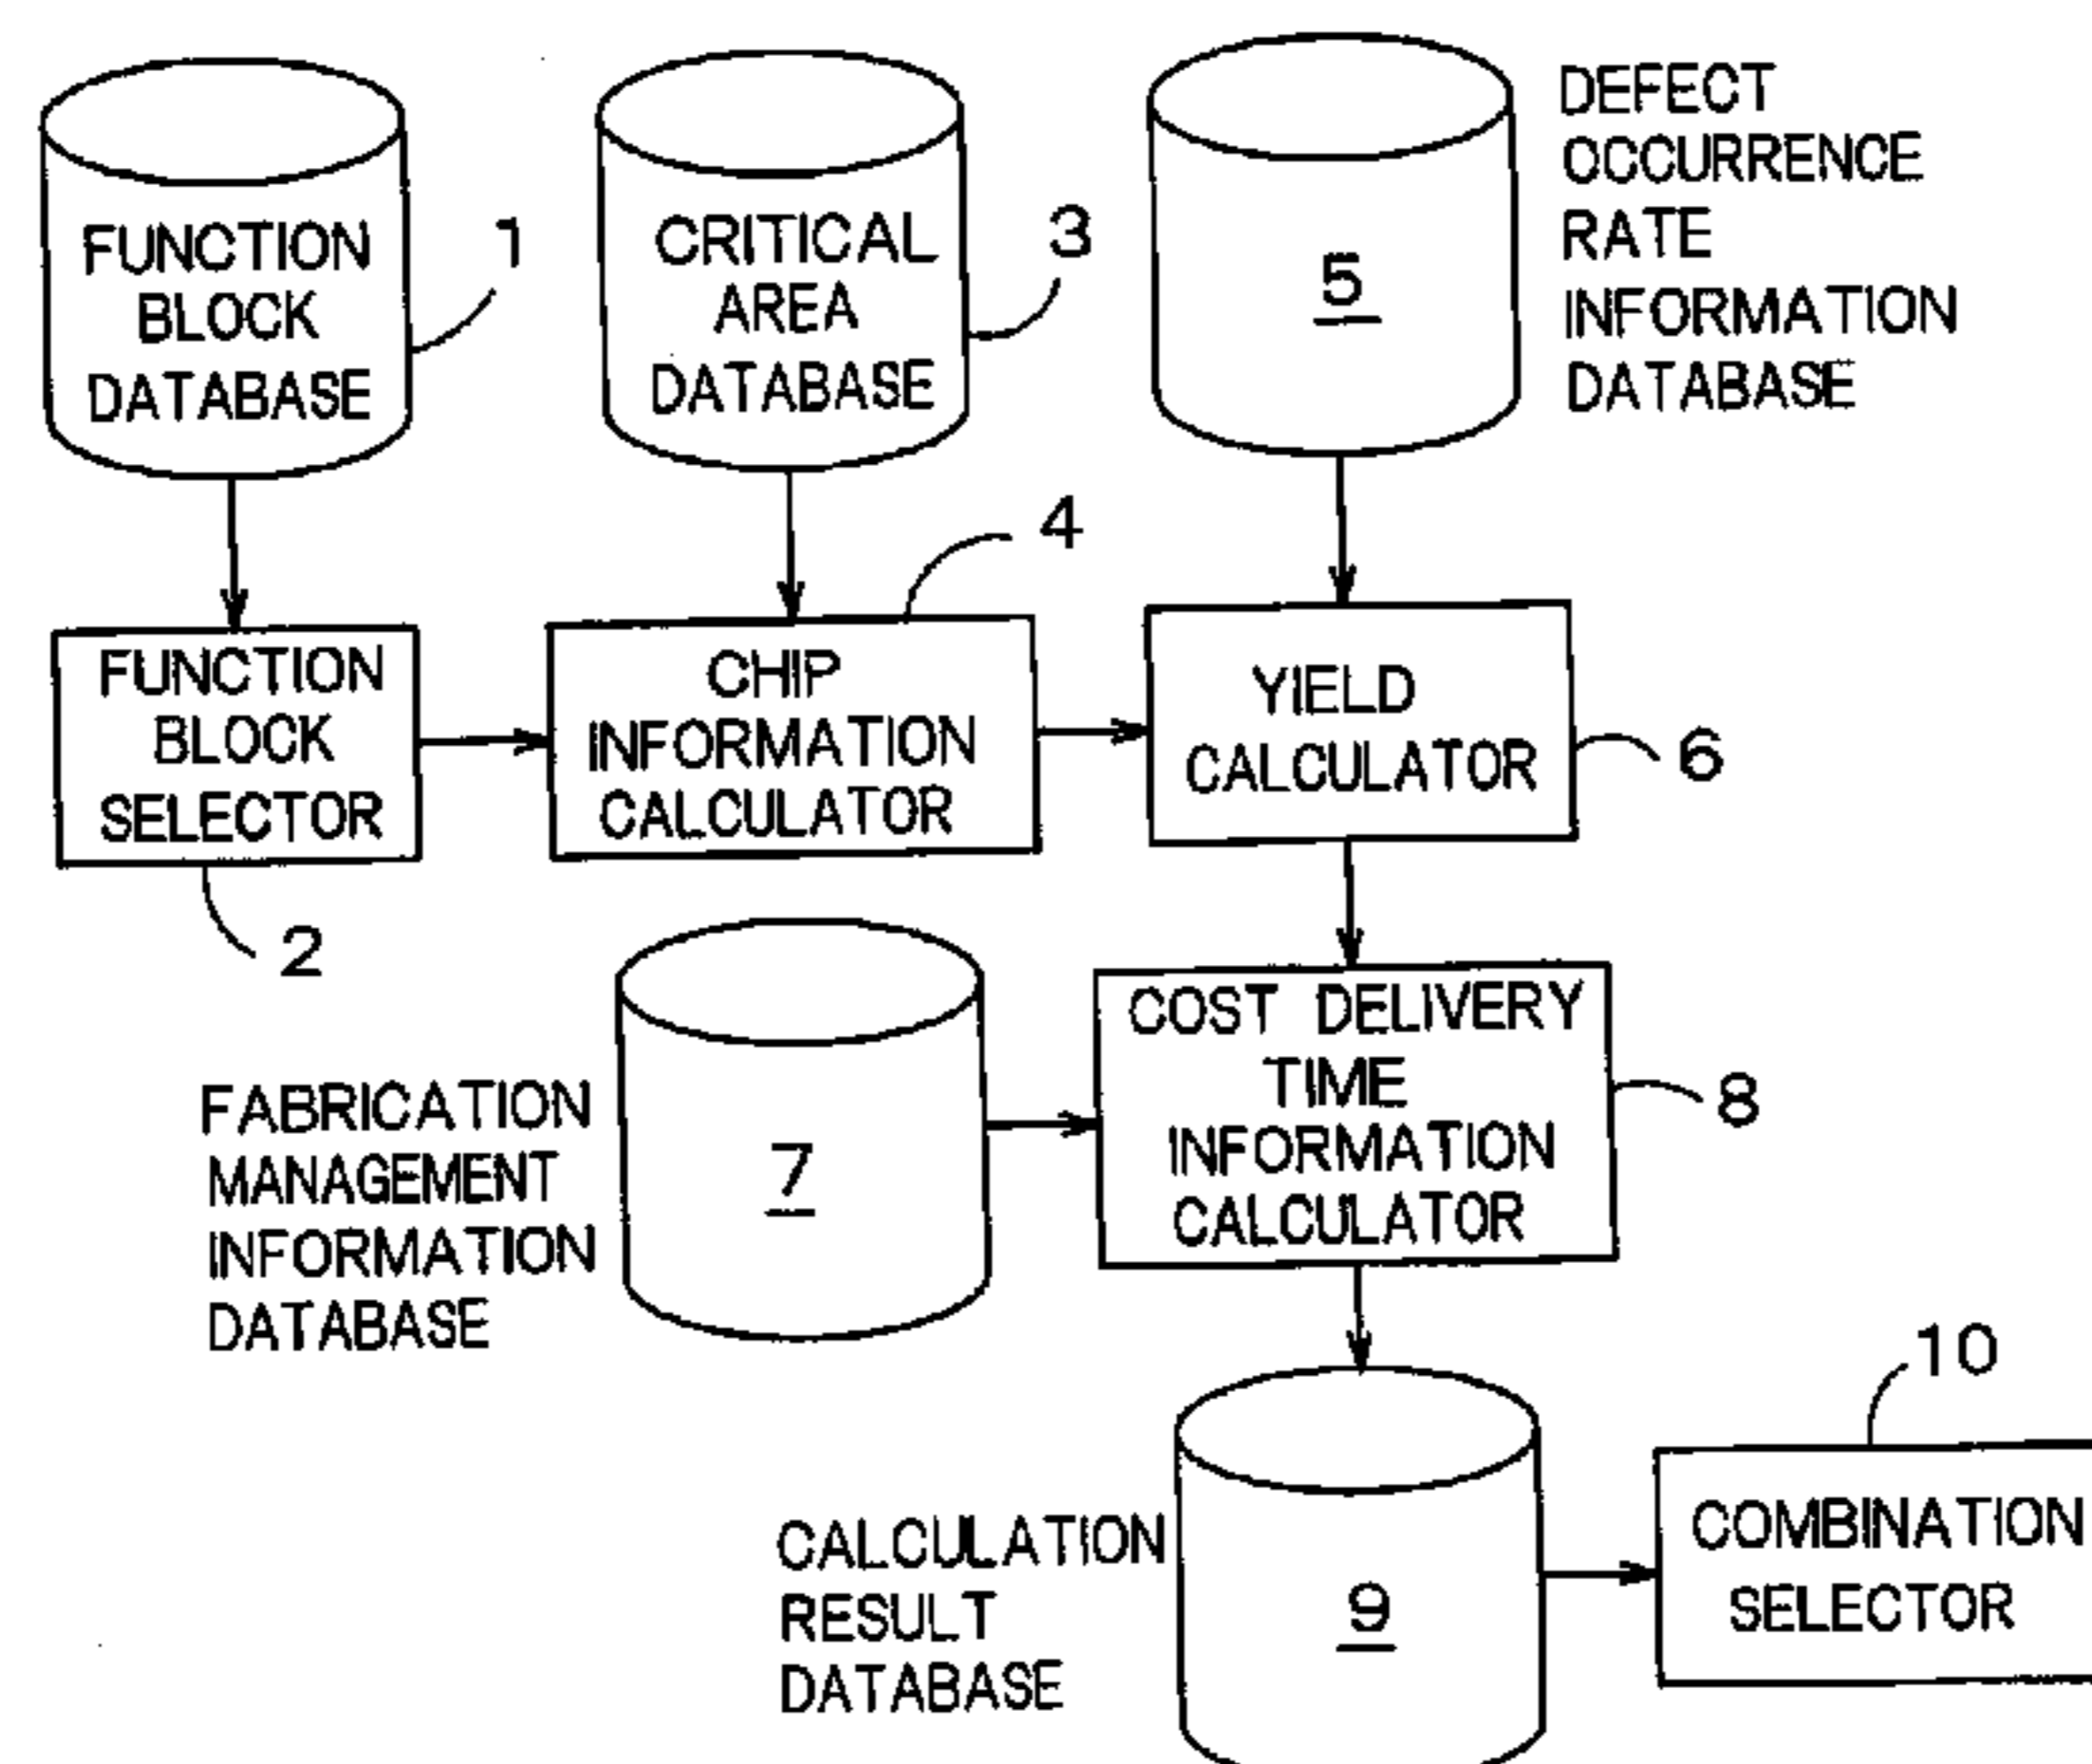 FUNCTION
BLOCK
DATABASE
1
CRITICAL
AREA
DATABASE
3
5
DEFECT
OCCURRENCE
RATE
INFORMATION
DATABASE
FUNCTION
BLOCK
SELECTOR
2
CHIP
INFORMATION
CALCULATOR
4
YIELD
CALCULATOR
6
FABRICATION
MANAGEMENT
INFORMATION
DATABASE
7
COST DELIVERY
TIME
INFORMATION
CALCULATOR
8
CALCULATION
RESULT
DATABASE
9
10
COMBINATION
SELECTOR